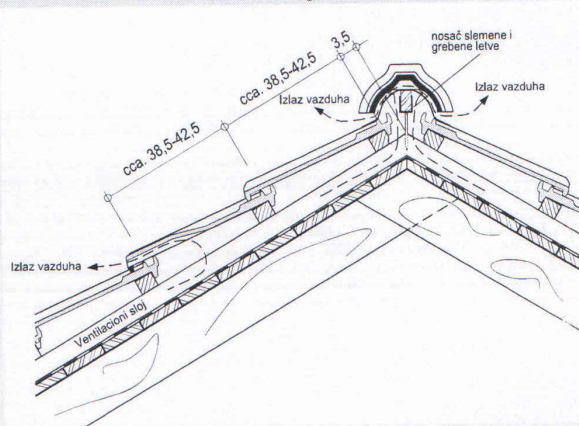 3,5
nosač slemene i
grebene letve
cca. 38,5-42,5
Izlaz vazduha
Izlaz vazduha
cca. 38,5-42,5
Izlaz vazduha
Ventilacioni sloj